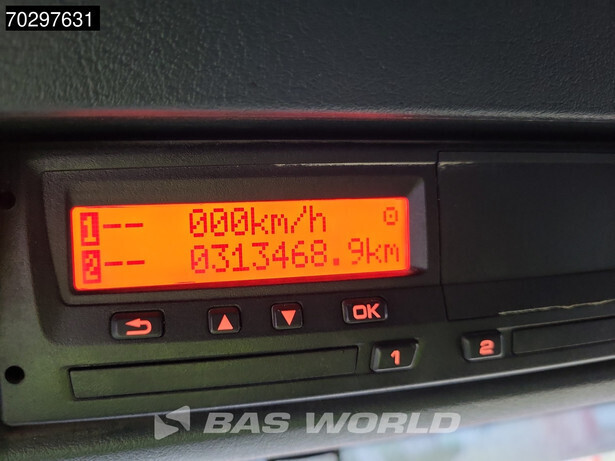 70297631
1-- 000km/h
2-- 0313468.9km
OK
1
2
BAS WORLD